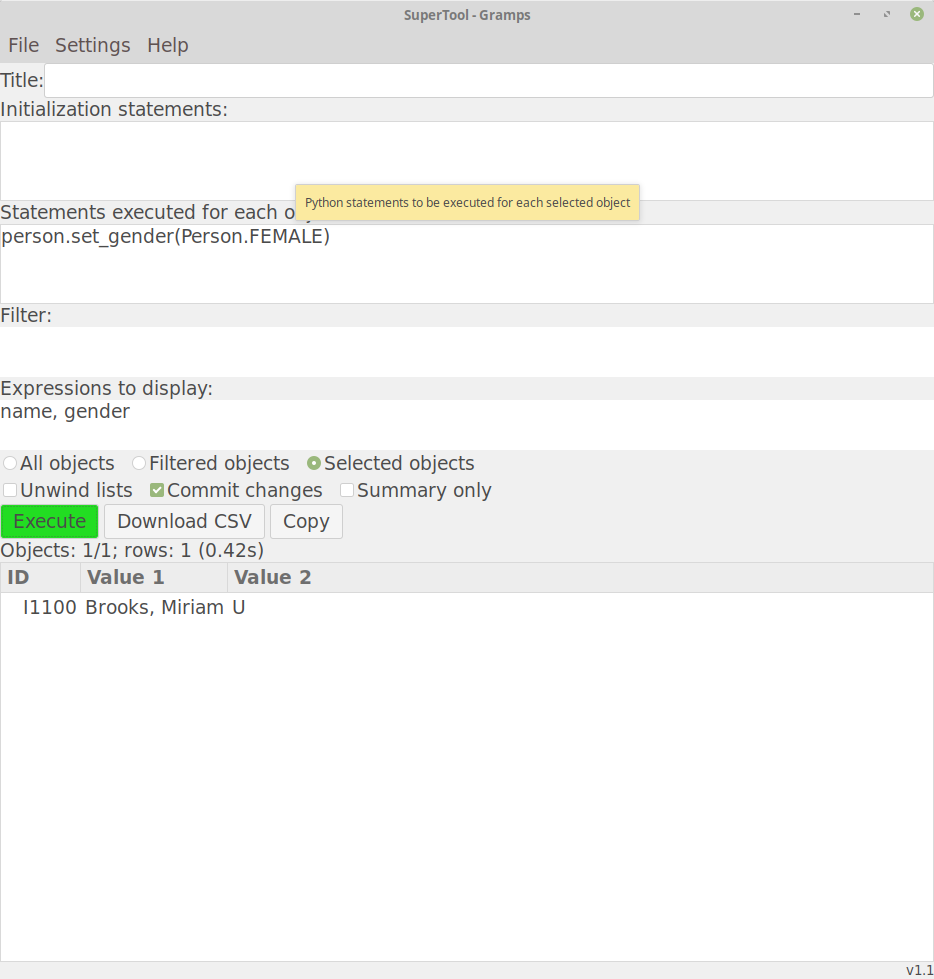 SuperTool - Gramps
File Settings Help
Title:
Initialization statements:
Python statements to be executed for each selected object
Statements executed for each
person.set_gender(Person.FEMALE)
Filter:
Expressions to display:
name, gender
All objects Filtered objects Selected objects
Unwind lists Commit changes Summary only
Execute Download CSV Copy
Objects: 1/1; rows: 1 (0.42s)
ID Value 1 Value 2
I1100 Brooks, Miriam U
v1.1